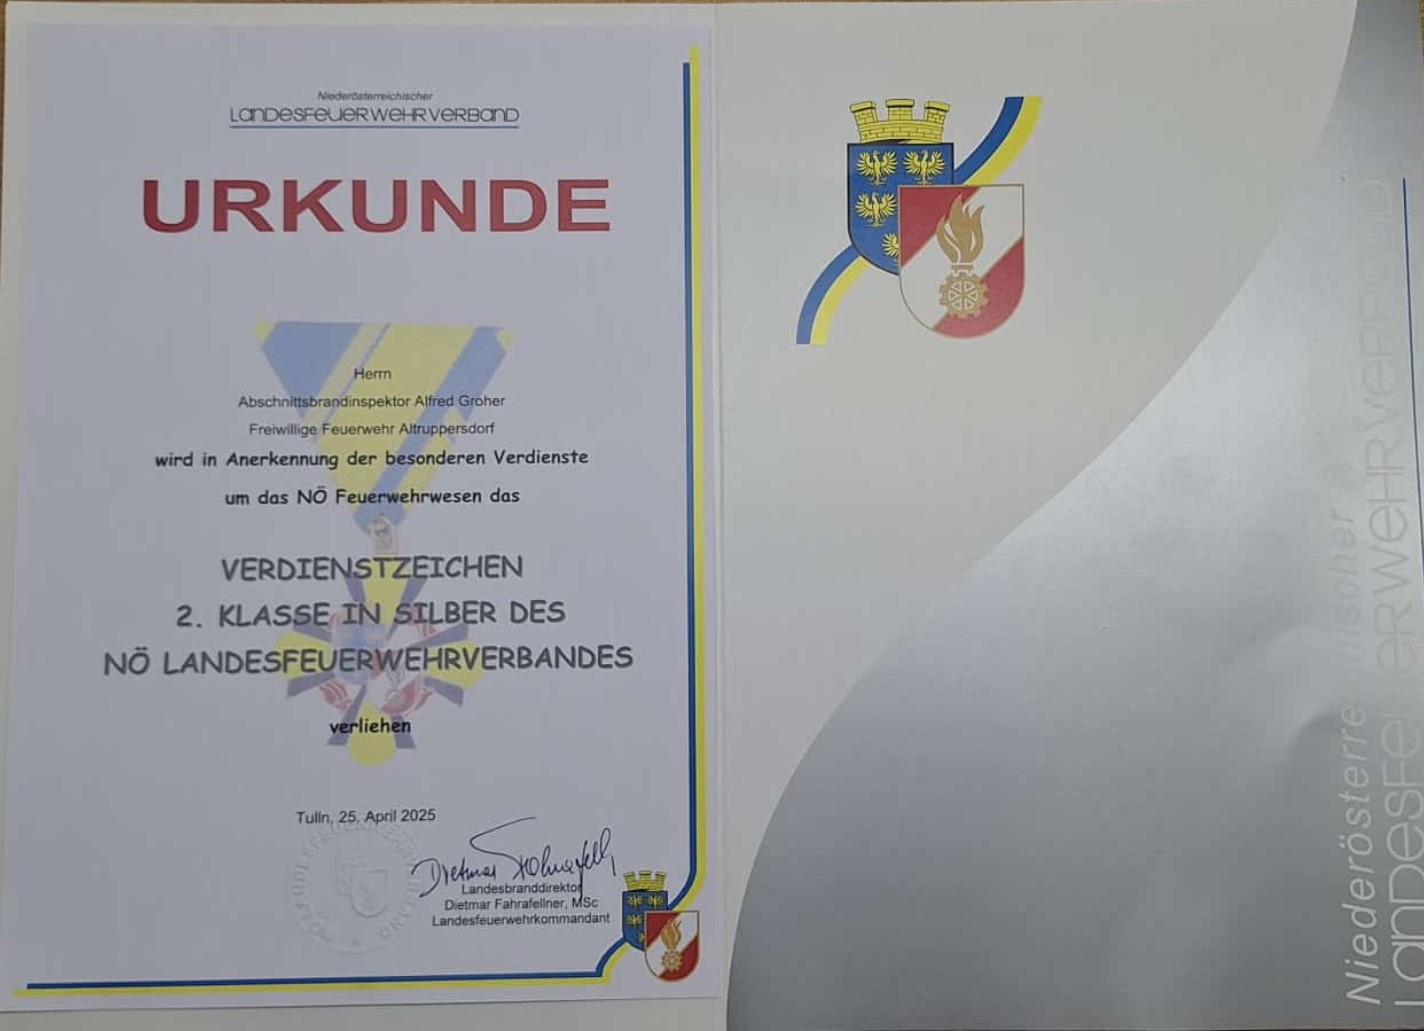 Niederösterreichischer
LANDESFEUERWEHRVERBAND
URKUNDE
Herrn
Abschnittsbrandinspektor Alfred Groher
Freiwillige Feuerwehr Altruppersdorf
wird in Anerkennung der besonderen Verdienste
um das NÖ Feuerwehrwesen das
VERDIENSTZEICHEN
2. KLASSE IN SILBER DES
NÖ LANDESFEUERWEHRVERBANDES
verliehen
Tulln, 25. April 2025
Landesbranddirektor
Dietmar Fahrafellner, MSc
Landesfeuerwehrkommandant
Niederösterreichischer
LANDESFEUERWEHRVERBAND